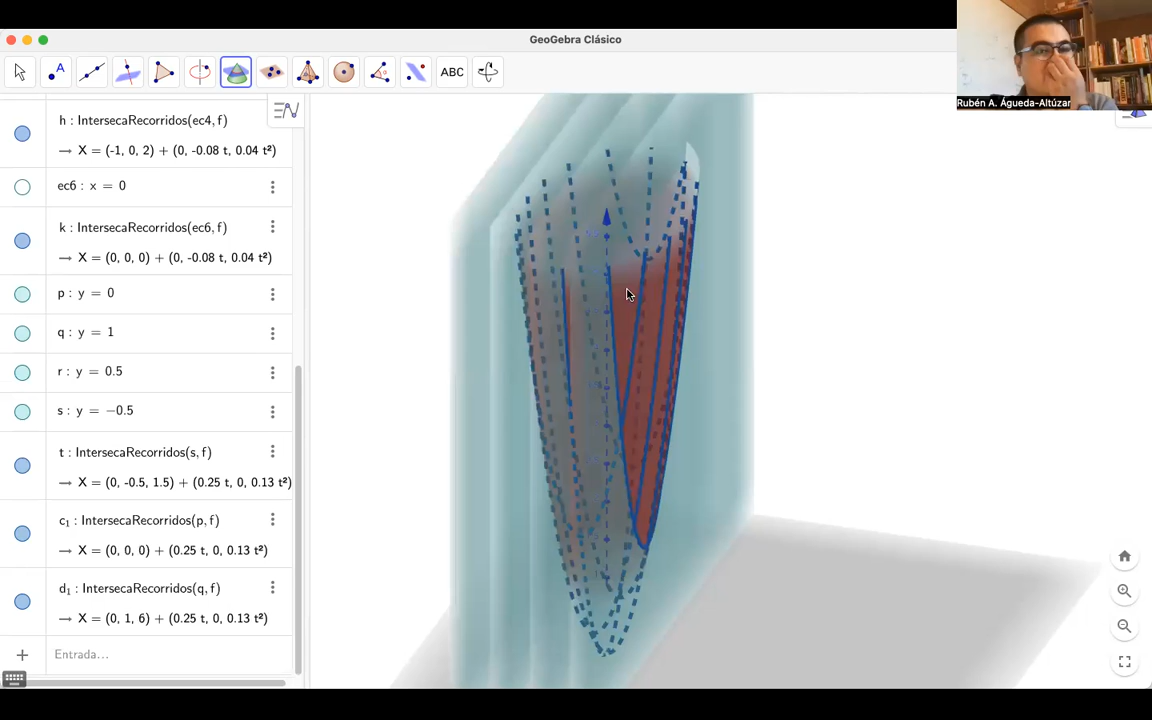 GeoGebra Clásico
ABC
Rubén A. Águeda-Altúzar
h : IntersecaRecorridos(ec4, f)
→ X = (-1, 0, 2) + (0, -0.08 t, 0.04 t²)
ec6 : x = 0
k : IntersecaRecorridos(ec6, f)
→ X = (0, 0, 0) + (0, -0.08 t, 0.04 t²)
p : y = 0
q : y = 1
r : y = 0.5
s : y = −0.5
t : IntersecaRecorridos(s, f)
→ X = (0, -0.5, 1.5) + (0.25 t, 0, 0.13 t²)
c₁ : IntersecaRecorridos(p, f)
→ X = (0, 0, 0) + (0.25 t, 0, 0.13 t²)
d₁ : IntersecaRecorridos(q, f)
→ X = (0, 1, 6) + (0.25 t, 0, 0.13 t²)
Entrada...